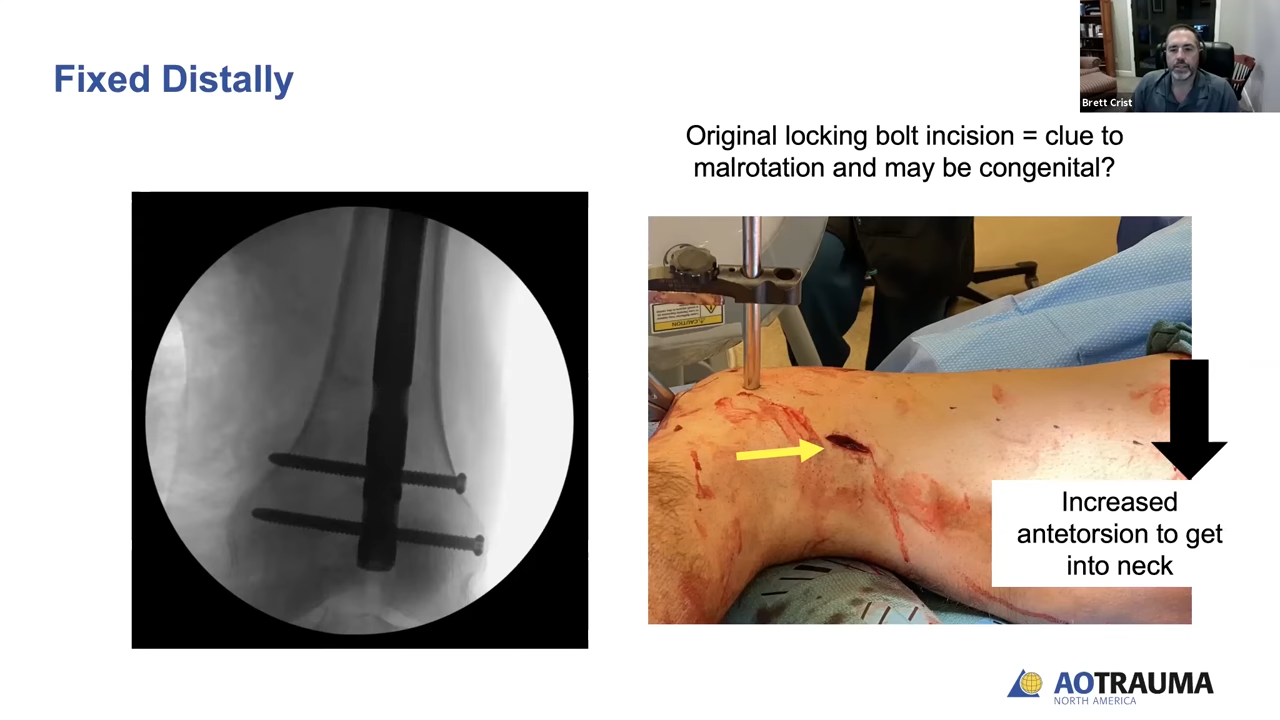 Fixed Distally
Brett Crist
Original locking bolt incision = clue to
malrotation and may be congenital?
CAUTION
Increased
antetorsion to get
into neck
AOTRAUMA
NORTH AMERICA